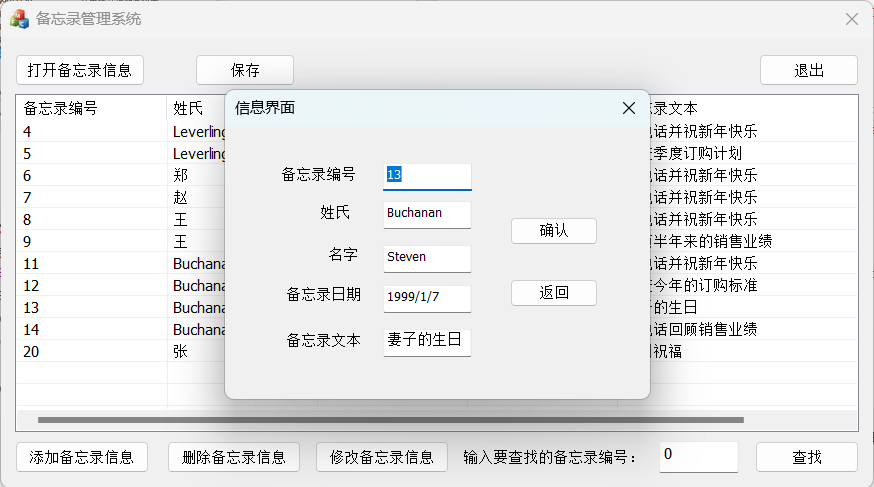 备忘录管理系统
打开备忘录信息 保存 退出
信息界面
备忘录编号 13
姓氏 Buchanan
名字 Steven
备忘录日期 1999/1/7
备忘录文本 妻子的生日
确认
返回
备忘录编号 姓氏 录文本
4 Leverling 话并祝新年快乐
5 Leverling 季度订购计划
6 郑 话并祝新年快乐
7 赵 话并祝新年快乐
8 王 话并祝新年快乐
9 王 半年来的销售业绩
11 Buchana 话并祝新年快乐
12 Buchana 今年的订购标准
13 Buchana 的生日
14 Buchana 话回顾销售业绩
20 张 祝福
添加备忘录信息 删除备忘录信息 修改备忘录信息 输入要查找的备忘录编号： 0 查找